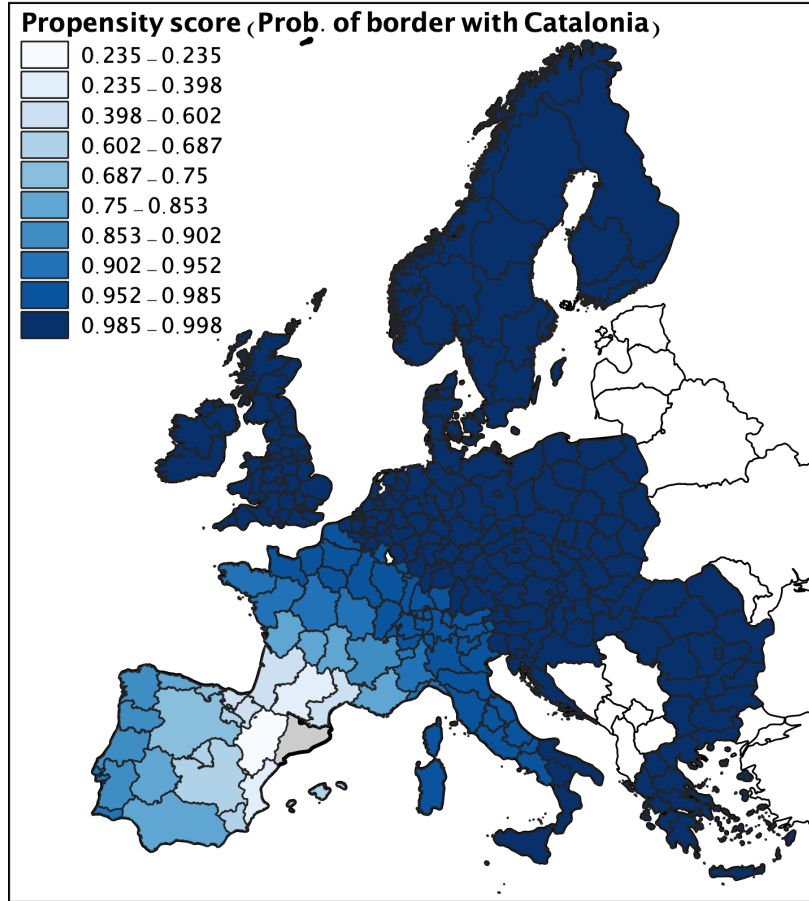 Propensity score (Prob. of border with Catalonia)
0.235 – 0.235
0.235 – 0.398
0.398 – 0.602
0.602 – 0.687
0.687 – 0.75
0.75 – 0.853
0.853 – 0.902
0.902 – 0.952
0.952 – 0.985
0.985 – 0.998